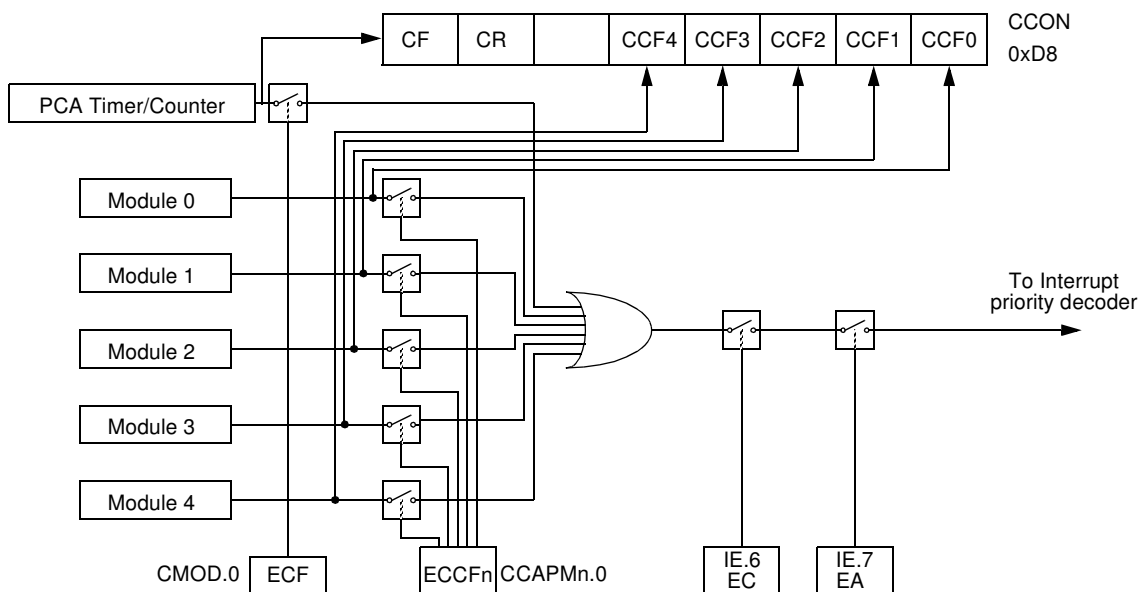 CF CR CCF4 CCF3 CCF2 CCF1 CCF0
CCON
0xD8
PCA Timer/Counter
Module 0
Module 1
Module 2
Module 3
Module 4
To Interrupt
priority decoder
CMOD.0 ECF
ECCFn CCAPMn.0
IE.6
EC
IE.7
EA